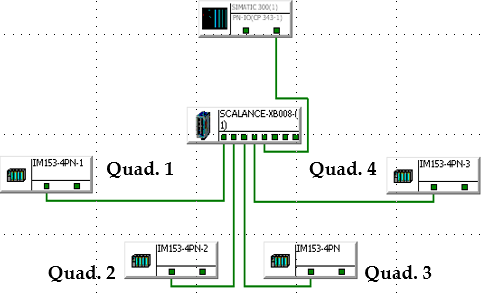 SIMATIC 300(1)
PN-IO(CP 343-1)
SCALANCE-XB008-(
1)
IM153-4PN-1
Quad. 1
Quad. 4
IM153-4PN-3
Quad. 2
IM153-4PN-2
IM153-4PN
Quad. 3